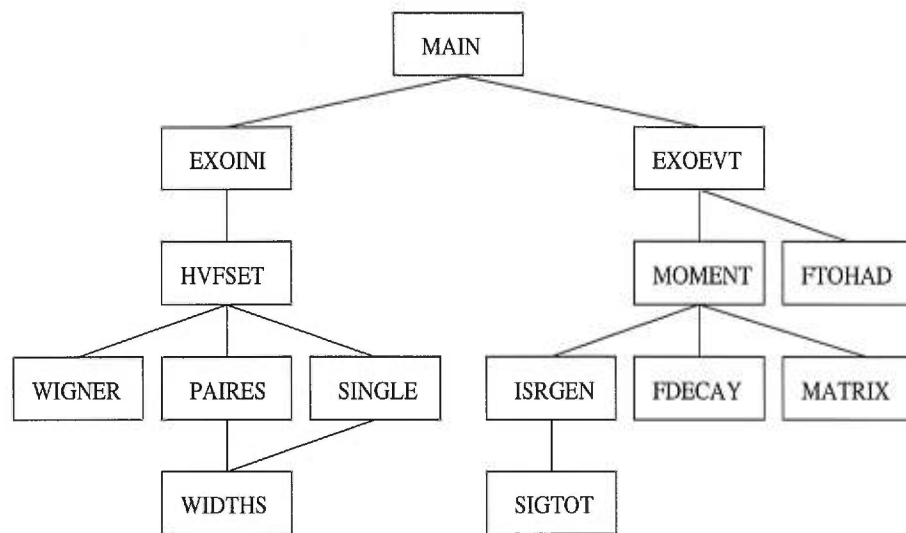 MAIN
EXOINI
EXOEVT
HVFSET
MOMENT
FTOHAD
WIGNER
PAIRES
SINGLE
ISRGEN
FDECAY
MATRIX
WIDTHS
SIGTOT